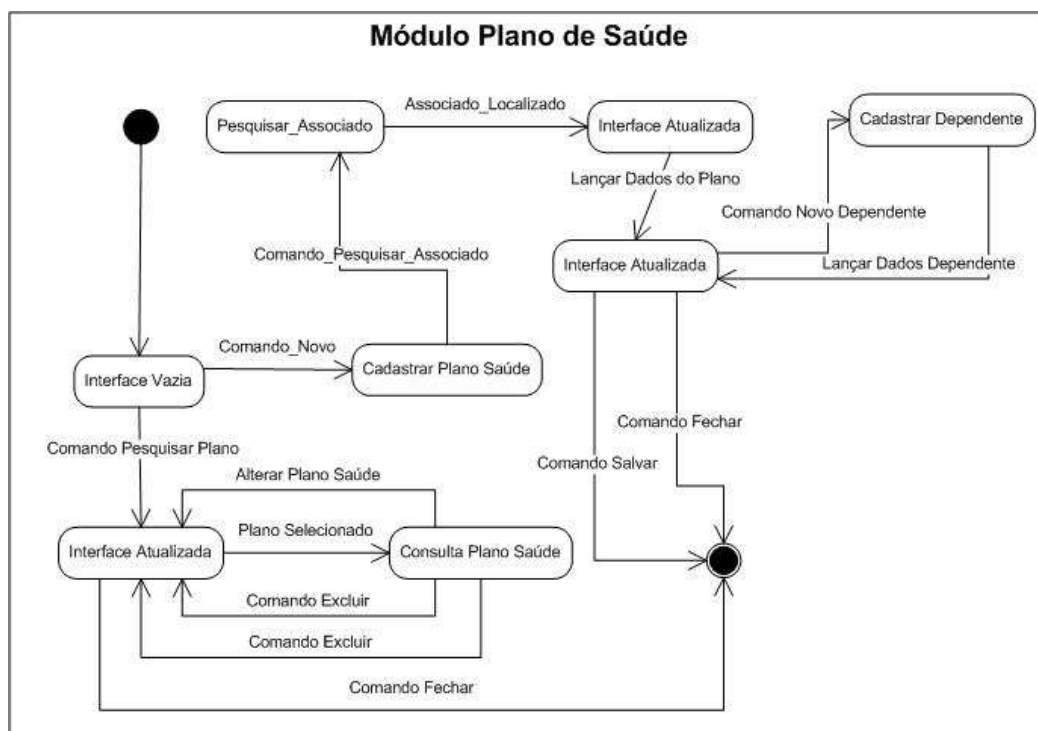 Módulo Plano de Saúde
Associado_Localizado
Pesquisar_Associado
Interface Atualizada
Cadastrar Dependente
Lançar Dados do Plano
Comando Novo Dependente
Comando_Pesquisar_Associado
Interface Atualizada
Lançar Dados Dependente
Comando_Novo
Interface Vazia
Cadastrar Plano Saúde
Comando Fechar
Comando Pesquisar Plano
Comando Salvar
Alterar Plano Saúde
Plano Selecionado
Interface Atualizada
Consulta Plano Saúde
Comando Excluir
Comando Excluir
Comando Fechar